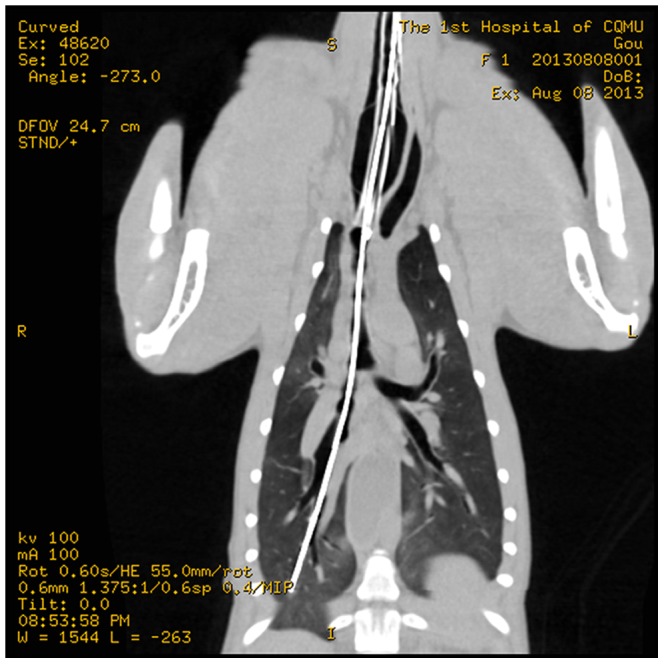 Curved
Ex: 48620
Se: 102
Angle: -273.0
DFOV 24.7 cm
STND/+
S
The 1st Hospital of CQMU
Gou
F 1 20130808001
DoB:
Ex: Aug 08 2013
R
L
kv 100
mA 100
Rot 0.60s/HE 55.0mm/rot
0.6mm 1.375:1/0.6sp 0.4/MIP
Tilt: 0.0
08:53:58 PM
W = 1544 L = -263
I